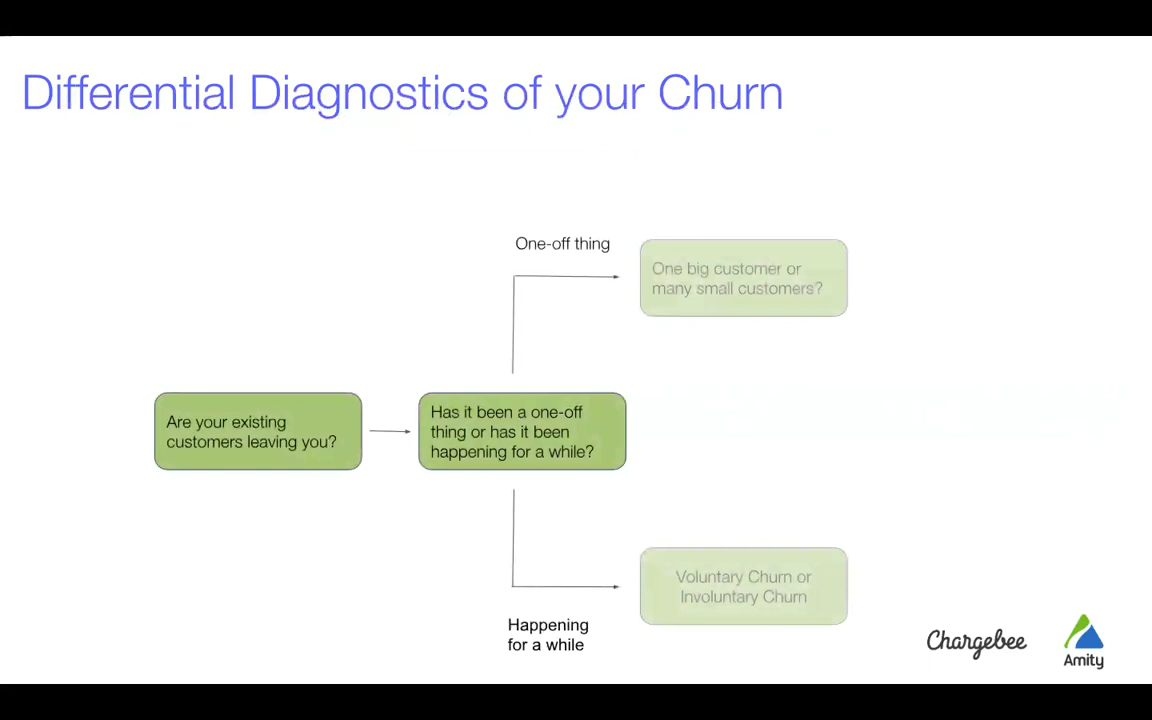 Differential Diagnostics of your Churn
One-off thing
One big customer or
many small customers?
Are your existing
customers leaving you?
Has it been a one-off
thing or has it been
happening for a while?
Voluntary Churn or
Involuntary Churn
Happening
for a while
Chargebee
Amity